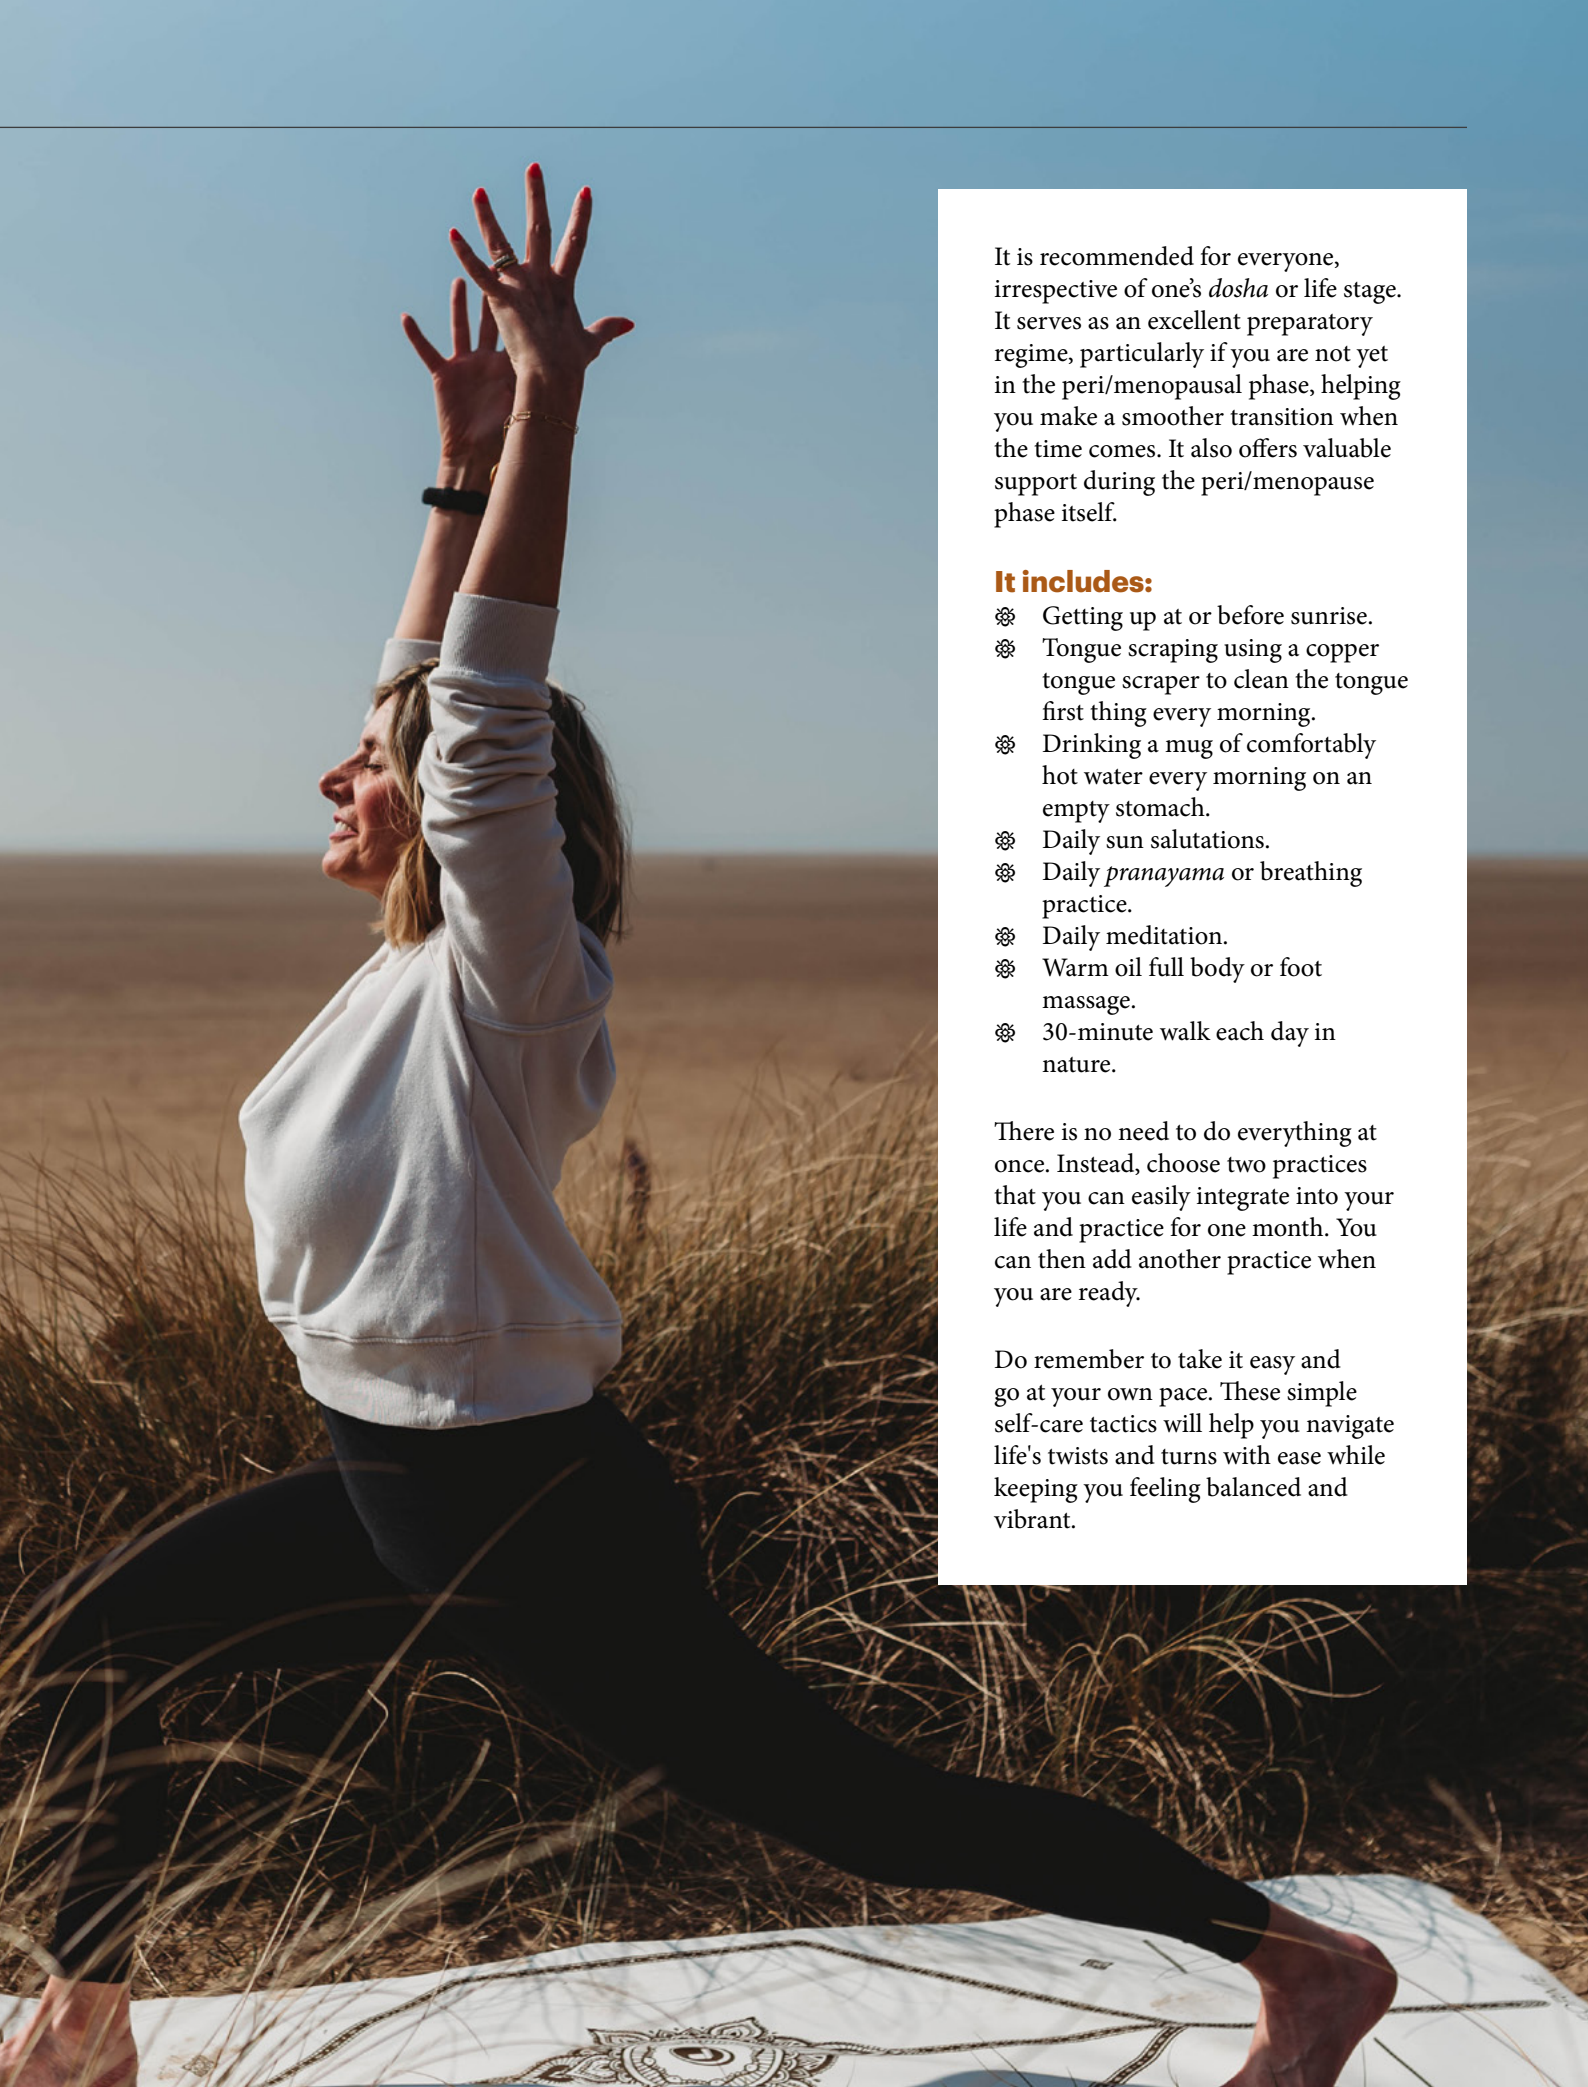 It is recommended for everyone,
irrespective of one’s dosha or life stage.
It serves as an excellent preparatory
regime, particularly if you are not yet
in the peri/menopausal phase, helping
you make a smoother transition when
the time comes. It also offers valuable
support during the peri/menopause
phase itself.
It includes:
Getting up at or before sunrise.
Tongue scraping using a copper
tongue scraper to clean the tongue
first thing every morning.
Drinking a mug of comfortably
hot water every morning on an
empty stomach.
Daily sun salutations.
Daily pranayama or breathing
practice.
Daily meditation.
Warm oil full body or foot
massage.
30-minute walk each day in
nature.
There is no need to do everything at
once. Instead, choose two practices
that you can easily integrate into your
life and practice for one month. You
can then add another practice when
you are ready.
Do remember to take it easy and
go at your own pace. These simple
self-care tactics will help you navigate
life's twists and turns with ease while
keeping you feeling balanced and
vibrant.